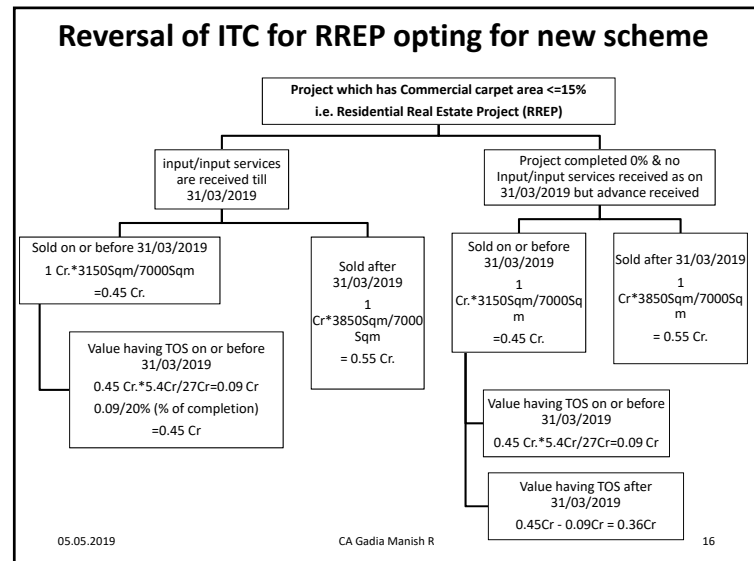 Reversal of ITC for RREP opting for new scheme
Project which has Commercial carpet area <=15%
i.e. Residential Real Estate Project (RREP)
input/input services
are received till
31/03/2019
Project completed 0% & no
Input/input services received as on
31/03/2019 but advance received
Sold on or before 31/03/2019
1 Cr.*3150Sqm/7000Sqm
=0.45 Cr.
Sold after
31/03/2019
1
Cr*3850Sqm/7000
Sqm
= 0.55 Cr.
Sold on or before
31/03/2019
1
Cr.*3150Sqm/7000Sq
m
=0.45 Cr.
Sold after 31/03/2019
1
Cr*3850Sqm/7000Sq
m
= 0.55 Cr.
Value having TOS on or before
31/03/2019
0.45 Cr.*5.4Cr/27Cr=0.09 Cr
0.09/20% (% of completion)
=0.45 Cr
Value having TOS on or before
31/03/2019
0.45 Cr.*5.4Cr/27Cr=0.09 Cr
Value having TOS after
31/03/2019
0.45Cr - 0.09Cr = 0.36Cr
05.05.2019
CA Gadia Manish R
16